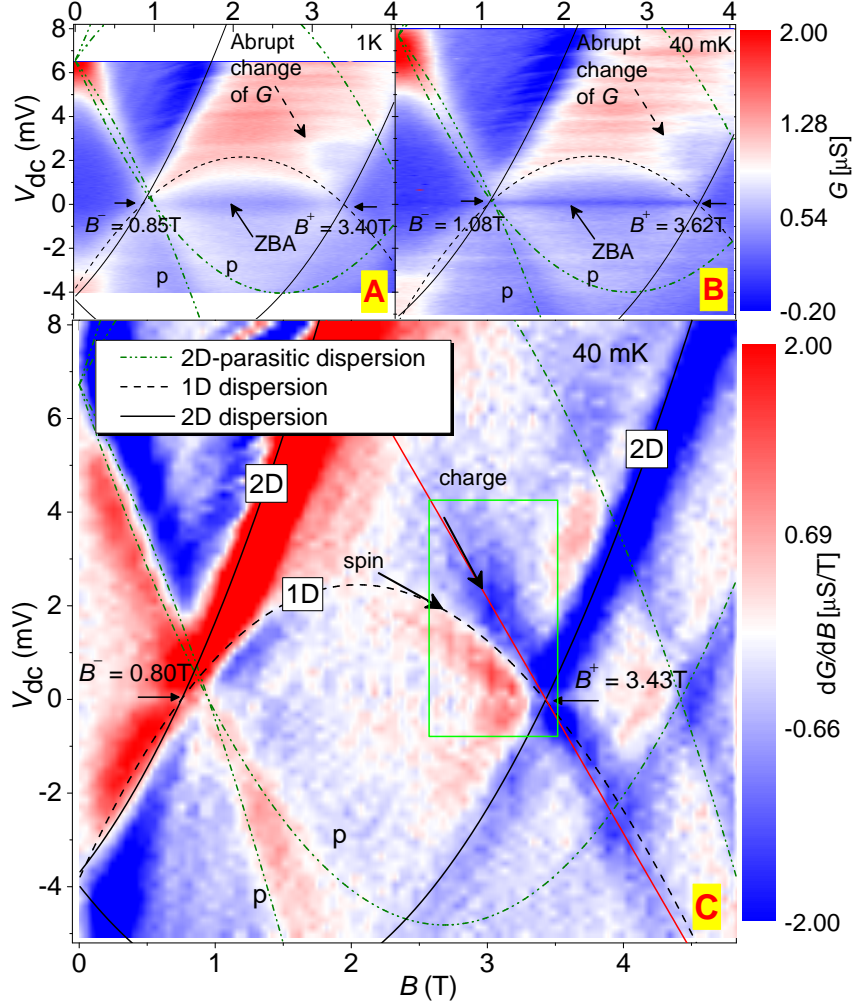 0 1 2 3 4
0 1 2 3 4
8
6
4
2
0
-2
-4
V_dc (mV)
Abrupt change of G
1K
B⁻ = 0.85T
B⁺ = 3.40T
ZBA
p
p
A
Abrupt change of G
40 mK
B⁻ = 1.08T
B⁺ = 3.62T
ZBA
p
p
B
2.00
1.28
0.54
-0.20
G [µS]
8
6
4
2
0
-2
-4
V_dc (mV)
2D-parasitic dispersion
1D dispersion
2D dispersion
40 mK
2D
2D
charge
spin
1D
B⁻ = 0.80T
B⁺ = 3.43T
p
p
C
0 1 2 3 4
B (T)
2.00
0.69
-0.66
-2.00
dG/dB [µS/T]